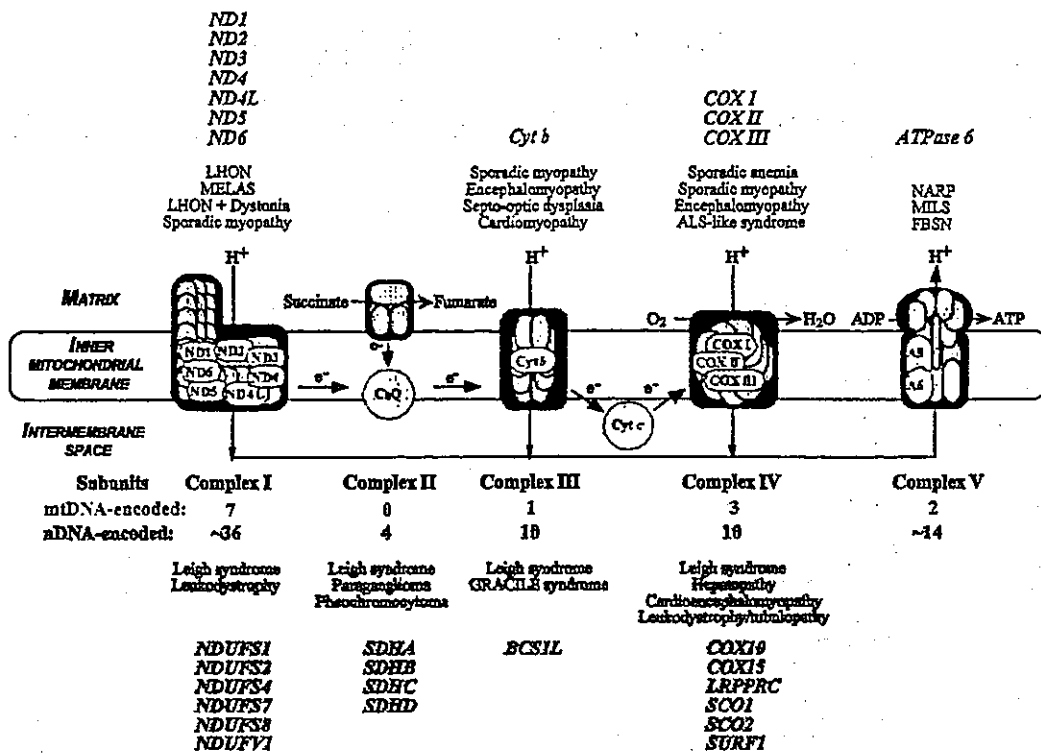 ND1
ND2
ND3
ND4
ND4L
ND5
ND6
LHON
MELAS
LHON + Dystonia
Sporadic myopathy
Cyt b
Sporadic myopathy
Encephalomyopathy
Septo-optic dysplasia
Cardiomyopathy
COX I
COX II
COX III
Sporadic anemia
Sporadic myopathy
Encephalomyopathy
ALS-like syndrome
ATPase 6
NARP
MILS
FBSN
H+ H+ H+ H+
MATRIX
Succinate Fumarate
O2 H2O
ADP ATP
INNER
MITOCHONDRIAL
MEMBRANE
ND1 ND2 ND3
ND6 ND4
ND5 ND4L
e-
CoQ
e- e-
Cyt b
e- e-
Cyt c
COX I
COX II
COX III
A8
A6
INTERMEMBRANE
SPACE
Subunits Complex I Complex II Complex III Complex IV Complex V
mtDNA-encoded: 7 0 1 3 2
nDNA-encoded: ~36 4 10 10 ~14
Leigh syndrome
Leukodystrophy
Leigh syndrome
Paraganglioma
Pheochromocytoma
Leigh syndrome
GRACILE syndrome
Leigh syndrome
Hepatopathy
Cardioencephalomyopathy
Leukodystrophy/tubulopathy
NDUFS1
NDUFS2
NDUFS4
NDUFS7
NDUFS8
NDUFV1
SDHA
SDHB
SDHC
SDHD
BCS1L
COX10
COX15
LRPPRC
SCO1
SCO2
SURF1